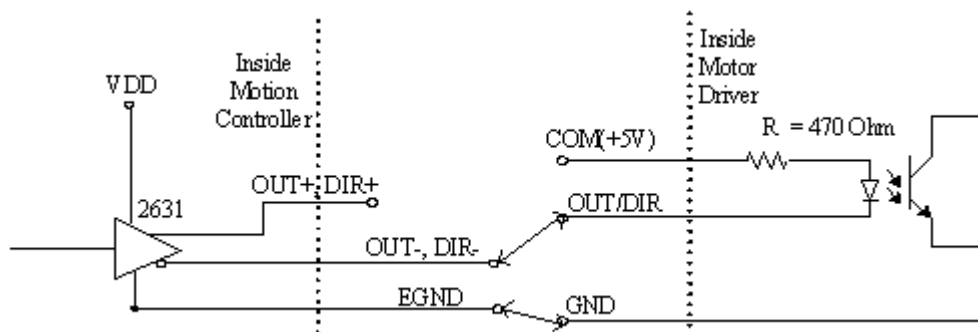 Inside
Motion
Controller
VDD
2631
OUT+, DIR+
OUT-, DIR-
EGND
COM(+5V)
OUT/DIR
GND
Inside
Motor
Driver
R = 470 Ohm